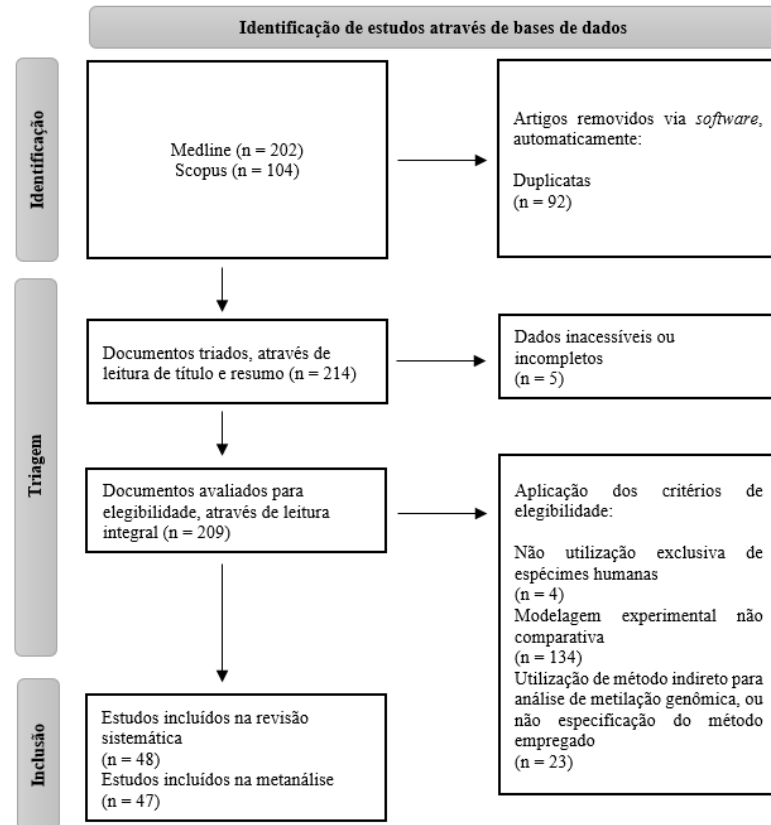 Identificação de estudos através de bases de dados
Identificação
Medline (n = 202)
Scopus (n = 104)
Artigos removidos via software,
automaticamente:
Duplicatas
(n = 92)
Triagem
Documentos triados, através de
leitura de título e resumo (n = 214)
Dados inacessíveis ou
incompletos
(n = 5)
Documentos avaliados para
elegibilidade, através de leitura
integral (n = 209)
Aplicação dos critérios de
elegibilidade:
Não utilização exclusiva de
espécimes humanas
(n = 4)
Modelagem experimental não
comparativa
(n = 134)
Utilização de método indireto para
análise de metilação genômica, ou
não especificação do método
empregado
(n = 23)
Inclusão
Estudos incluídos na revisão
sistemática
(n = 48)
Estudos incluídos na metanálise
(n = 47)